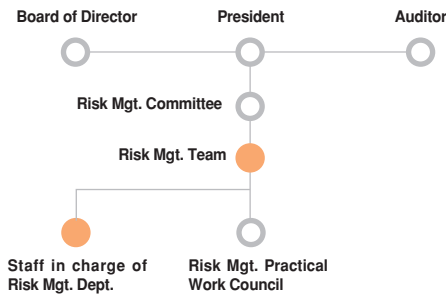 Board of Director
President
Auditor
Risk Mgt. Committee
Risk Mgt. Team
Staff in charge of
Risk Mgt. Dept.
Risk Mgt. Practical
Work Council